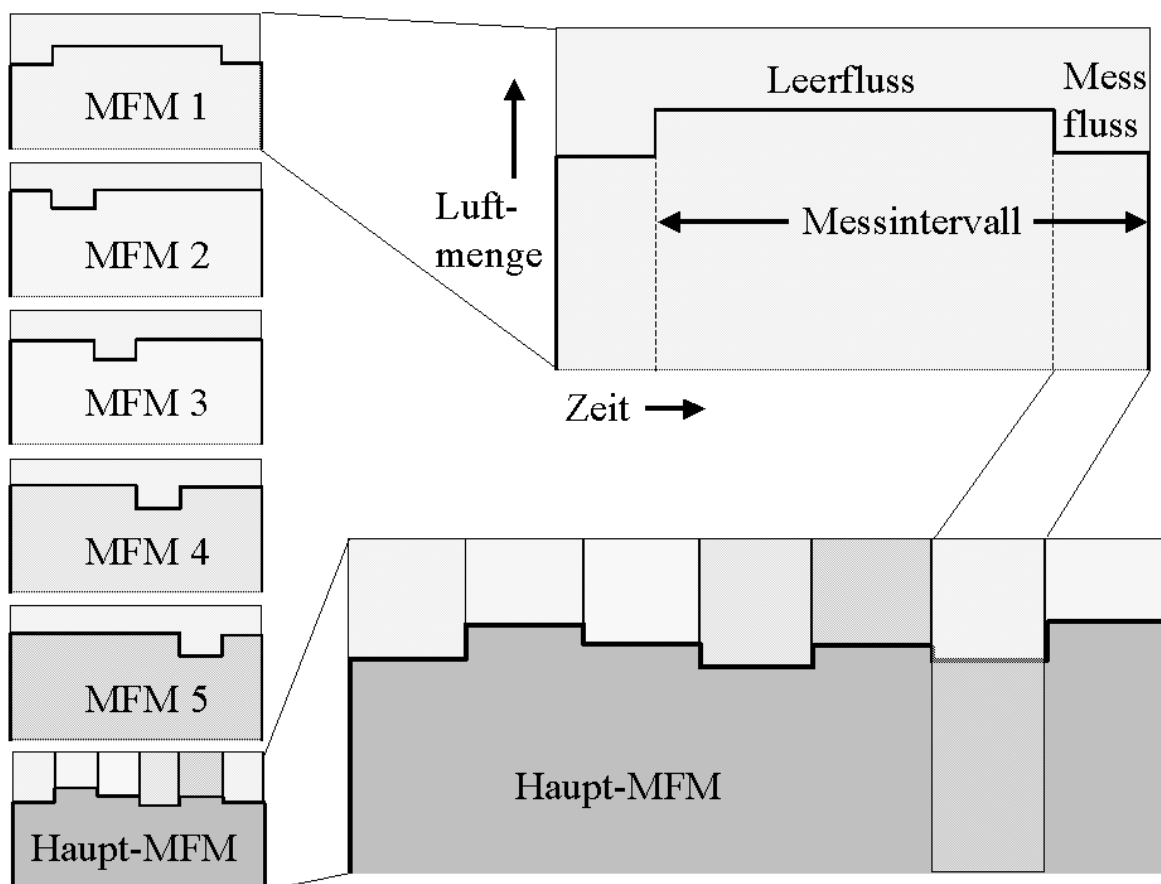 MFM 1
MFM 2
MFM 3
MFM 4
MFM 5
Haupt-MFM
Leerfluss
Mess
fluss
Luft-
menge
Messintervall
Zeit
Haupt-MFM